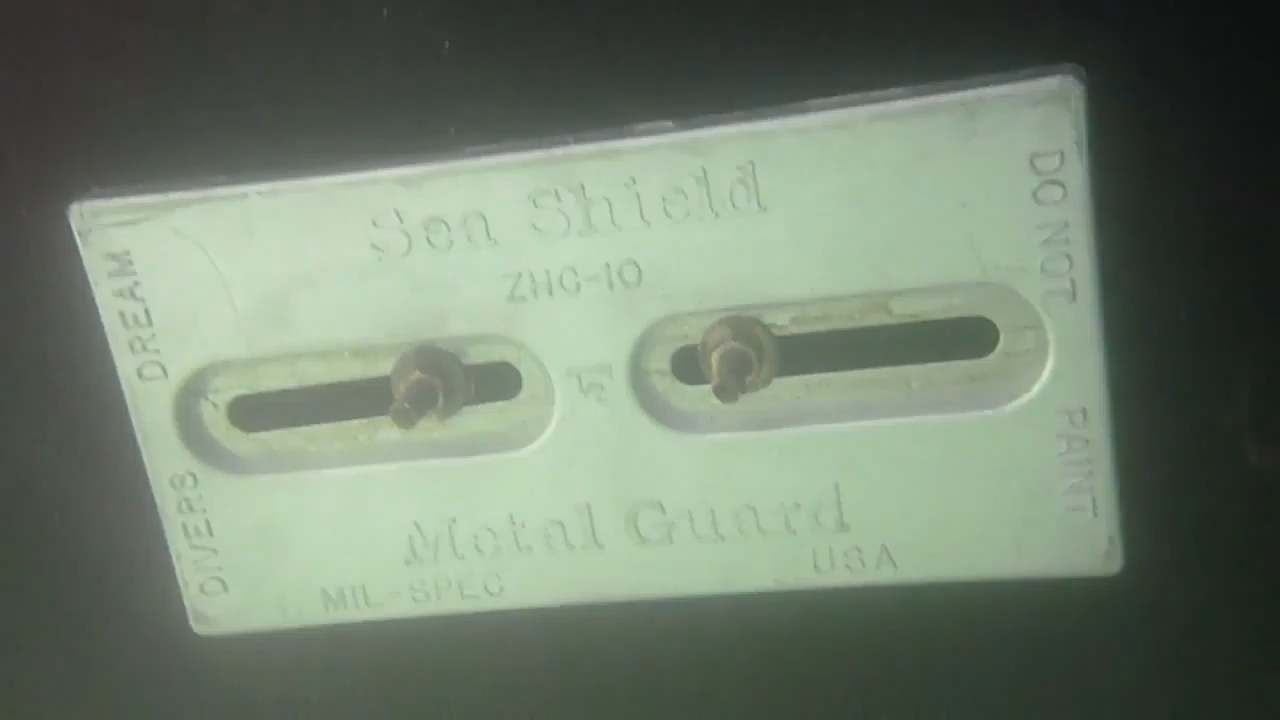 Sea Shield
ZHC-10
DIVERS DREAM
DO NOT PAINT
Metal Guard
MIL-SPEC
USA